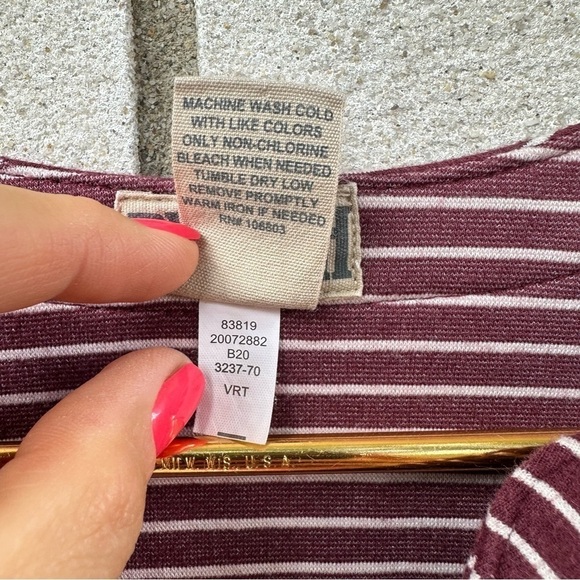 MACHINE WASH COLD
WITH LIKE COLORS
ONLY NON-CHLORINE
BLEACH WHEN NEEDED
TUMBLE DRY LOW
REMOVE PROMPTLY
WARM IRON IF NEEDED
RN# 106803
83819
20072882
B20
3237-70
VRT
U.S.A.